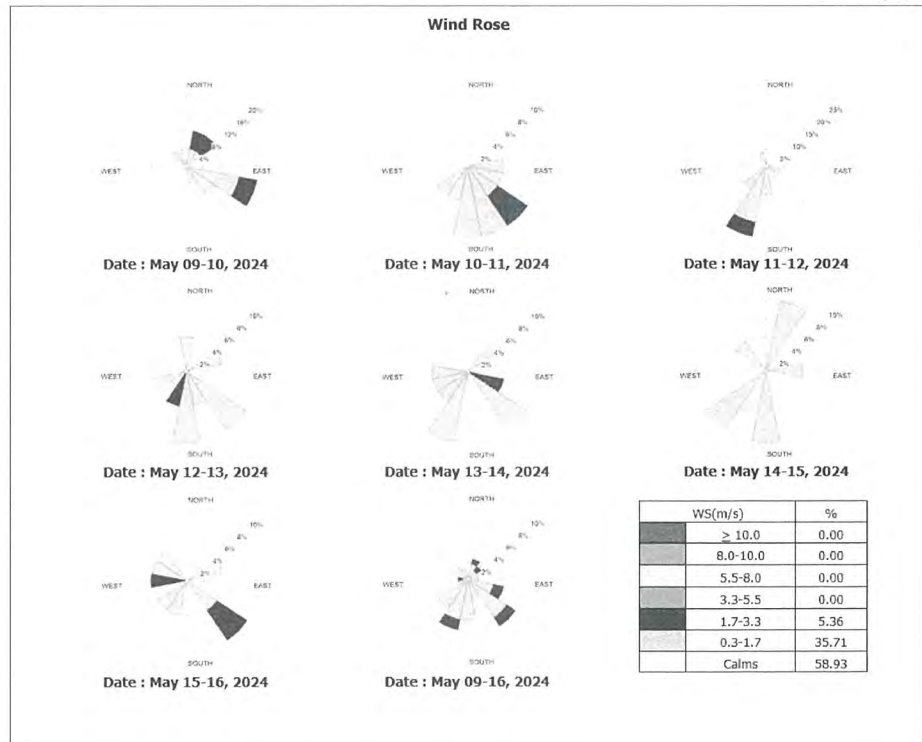 Wind Rose
NORTH
20%
16%
12%
8%
4%
WEST
EAST
SOUTH
Date : May 09-10, 2024
NORTH
10%
8%
6%
4%
2%
WEST
EAST
SOUTH
Date : May 10-11, 2024
NORTH
25%
20%
15%
10%
5%
WEST
EAST
SOUTH
Date : May 11-12, 2024
NORTH
10%
8%
6%
4%
2%
WEST
EAST
SOUTH
Date : May 12-13, 2024
NORTH
10%
8%
6%
4%
2%
WEST
EAST
SOUTH
Date : May 13-14, 2024
NORTH
10%
8%
6%
4%
2%
WEST
EAST
SOUTH
Date : May 14-15, 2024
NORTH
10%
8%
6%
4%
2%
WEST
EAST
SOUTH
Date : May 15-16, 2024
NORTH
10%
8%
6%
4%
2%
WEST
EAST
SOUTH
Date : May 09-16, 2024
WS(m/s) %
≥ 10.0 0.00
8.0-10.0 0.00
5.5-8.0 0.00
3.3-5.5 0.00
1.7-3.3 5.36
0.3-1.7 35.71
Calms 58.93